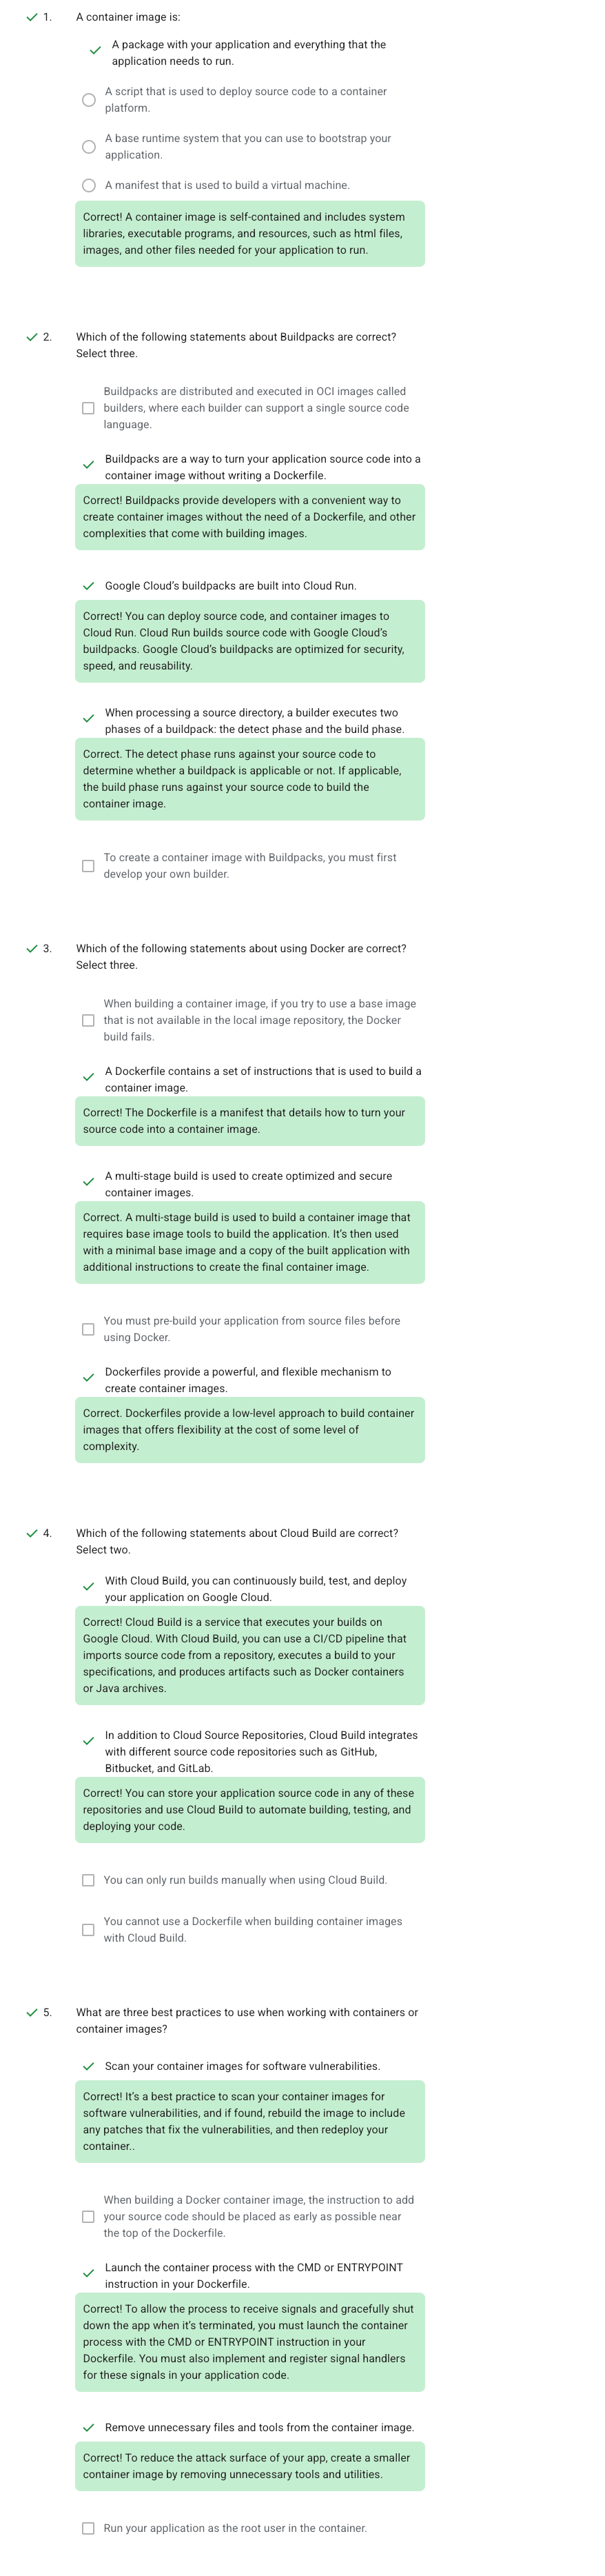 1. A container image is:
A package with your application and everything that the
application needs to run.
A script that is used to deploy source code to a container
platform.
A base runtime system that you can use to bootstrap your
application.
A manifest that is used to build a virtual machine.
Correct! A container image is self-contained and includes system
libraries, executable programs, and resources, such as html files,
images, and other files needed for your application to run.
2. Which of the following statements about Buildpacks are correct?
Select three.
Buildpacks are distributed and executed in OCI images called
builders, where each builder can support a single source code
language.
Buildpacks are a way to turn your application source code into a
container image without writing a Dockerfile.
Correct! Buildpacks provide developers with a convenient way to
create container images without the need of a Dockerfile, and other
complexities that come with building images.
Google Cloud’s buildpacks are built into Cloud Run.
Correct! You can deploy source code, and container images to
Cloud Run. Cloud Run builds source code with Google Cloud’s
buildpacks. Google Cloud’s buildpacks are optimized for security,
speed, and reusability.
When processing a source directory, a builder executes two
phases of a buildpack: the detect phase and the build phase.
Correct. The detect phase runs against your source code to
determine whether a buildpack is applicable or not. If applicable,
the build phase runs against your source code to build the
container image.
To create a container image with Buildpacks, you must first
develop your own builder.
3. Which of the following statements about using Docker are correct?
Select three.
When building a container image, if you try to use a base image
that is not available in the local image repository, the Docker
build fails.
A Dockerfile contains a set of instructions that is used to build a
container image.
Correct! The Dockerfile is a manifest that details how to turn your
source code into a container image.
A multi-stage build is used to create optimized and secure
container images.
Correct. A multi-stage build is used to build a container image that
requires base image tools to build the application. It’s then used
with a minimal base image and a copy of the built application with
additional instructions to create the final container image.
You must pre-build your application from source files before
using Docker.
Dockerfiles provide a powerful, and flexible mechanism to
create container images.
Correct. Dockerfiles provide a low-level approach to build container
images that offers flexibility at the cost of some level of
complexity.
4. Which of the following statements about Cloud Build are correct?
Select two.
With Cloud Build, you can continuously build, test, and deploy
your application on Google Cloud.
Correct! Cloud Build is a service that executes your builds on
Google Cloud. With Cloud Build, you can use a CI/CD pipeline that
imports source code from a repository, executes a build to your
specifications, and produces artifacts such as Docker containers
or Java archives.
In addition to Cloud Source Repositories, Cloud Build integrates
with different source code repositories such as GitHub,
Bitbucket, and GitLab.
Correct! You can store your application source code in any of these
repositories and use Cloud Build to automate building, testing, and
deploying your code.
You can only run builds manually when using Cloud Build.
You cannot use a Dockerfile when building container images
with Cloud Build.
5. What are three best practices to use when working with containers or
container images?
Scan your container images for software vulnerabilities.
Correct! It’s a best practice to scan your container images for
software vulnerabilities, and if found, rebuild the image to include
any patches that fix the vulnerabilities, and then redeploy your
container..
When building a Docker container image, the instruction to add
your source code should be placed as early as possible near
the top of the Dockerfile.
Launch the container process with the CMD or ENTRYPOINT
instruction in your Dockerfile.
Correct! To allow the process to receive signals and gracefully shut
down the app when it’s terminated, you must launch the container
process with the CMD or ENTRYPOINT instruction in your
Dockerfile. You must also implement and register signal handlers
for these signals in your application code.
Remove unnecessary files and tools from the container image.
Correct! To reduce the attack surface of your app, create a smaller
container image by removing unnecessary tools and utilities.
Run your application as the root user in the container.